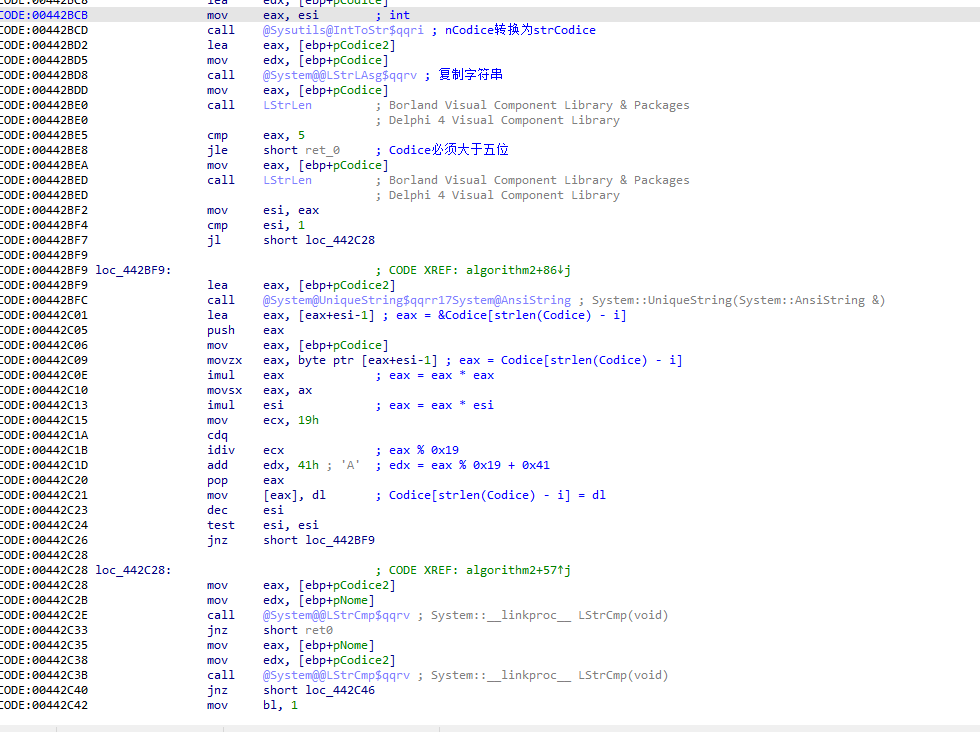 CODE:00442BC8 lea edx, [ebp+pCodice]
CODE:00442BCB mov eax, esi ; int
CODE:00442BCD call @Sysutils@IntToStr$qqri ; nCodice转换为strCodice
CODE:00442BD2 lea eax, [ebp+pCodice2]
CODE:00442BD5 mov edx, [ebp+pCodice]
CODE:00442BD8 call @System@@LStrLAsg$qqrv ; 复制字符串
CODE:00442BDD mov eax, [ebp+pCodice]
CODE:00442BE0 call LStrLen ; Borland Visual Component Library & Packages
CODE:00442BE0 ; Delphi 4 Visual Component Library
CODE:00442BE5 cmp eax, 5
CODE:00442BE8 jle short ret_0 ; Codice必须大于五位
CODE:00442BEA mov eax, [ebp+pCodice]
CODE:00442BED call LStrLen ; Borland Visual Component Library & Packages
CODE:00442BED ; Delphi 4 Visual Component Library
CODE:00442BF2 mov esi, eax
CODE:00442BF4 cmp esi, 1
CODE:00442BF7 jl short loc_442C28
CODE:00442BF9
CODE:00442BF9 loc_442BF9: ; CODE XREF: algorithm2+86↓j
CODE:00442BF9 lea eax, [ebp+pCodice2]
CODE:00442BFC call @System@UniqueString$qqrr17System@AnsiString ; System::UniqueString(System::AnsiString &)
CODE:00442C01 lea eax, [eax+esi-1] ; eax = &Codice[strlen(Codice) - i]
CODE:00442C05 push eax
CODE:00442C06 mov eax, [ebp+pCodice]
CODE:00442C09 movzx eax, byte ptr [eax+esi-1] ; eax = Codice[strlen(Codice) - i]
CODE:00442C0E imul eax ; eax = eax * eax
CODE:00442C10 movsx eax, ax
CODE:00442C13 imul esi ; eax = eax * esi
CODE:00442C15 mov ecx, 19h
CODE:00442C1A cdq
CODE:00442C1B idiv ecx ; eax % 0x19
CODE:00442C1D add edx, 41h ; 'A' ; edx = eax % 0x19 + 0x41
CODE:00442C20 pop eax
CODE:00442C21 mov [eax], dl ; Codice[strlen(Codice) - i] = dl
CODE:00442C23 dec esi
CODE:00442C24 test esi, esi
CODE:00442C26 jnz short loc_442BF9
CODE:00442C28
CODE:00442C28 loc_442C28: ; CODE XREF: algorithm2+57↑j
CODE:00442C28 mov eax, [ebp+pCodice2]
CODE:00442C2B mov edx, [ebp+pNome]
CODE:00442C2E call @System@@LStrCmp$qqrv ; System::__linkproc__ LStrCmp(void)
CODE:00442C33 jnz short ret0
CODE:00442C35 mov eax, [ebp+pNome]
CODE:00442C38 mov edx, [ebp+pCodice2]
CODE:00442C3B call @System@@LStrCmp$qqrv ; System::__linkproc__ LStrCmp(void)
CODE:00442C40 jnz short loc_442C46
CODE:00442C42 mov bl, 1